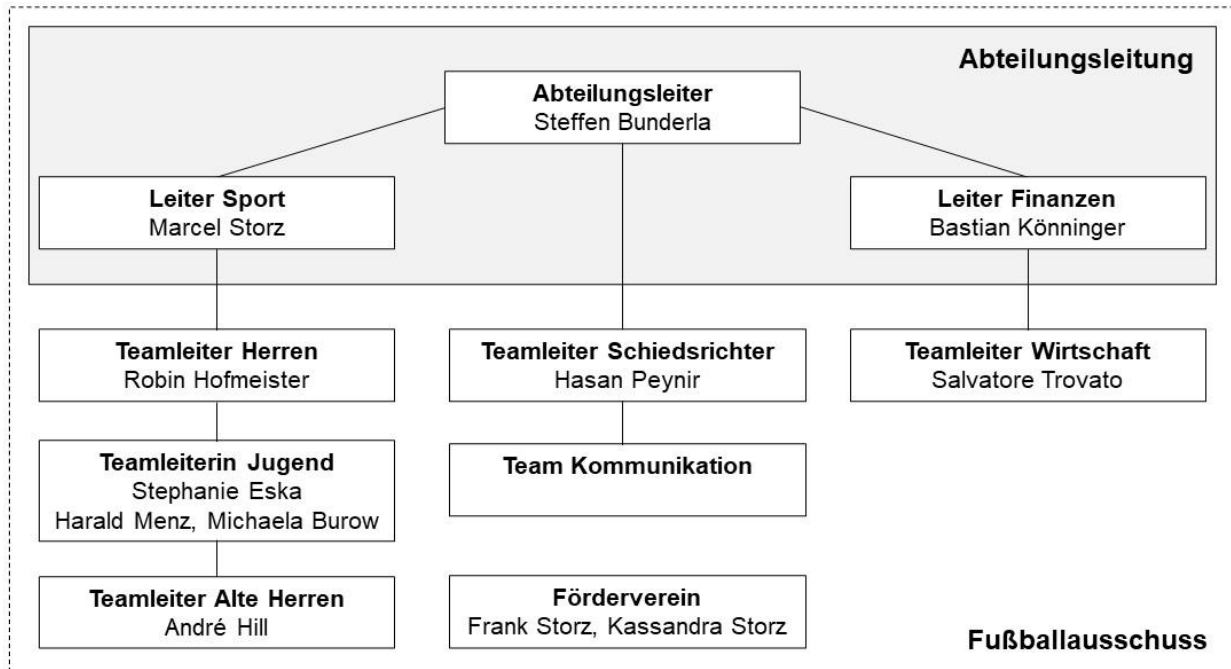 Abteilungsleitung
Abteilungsleiter
Steffen Bunderla
Leiter Sport
Marcel Storz
Leiter Finanzen
Bastian Könninger
Teamleiter Herren
Robin Hofmeister
Teamleiter Schiedsrichter
Hasan Peynir
Teamleiter Wirtschaft
Salvatore Trovato
Teamleiterin Jugend
Stephanie Eska
Harald Menz, Michaela Burow
Team Kommunikation
Teamleiter Alte Herren
André Hill
Förderverein
Frank Storz, Kassandra Storz
Fußballausschuss